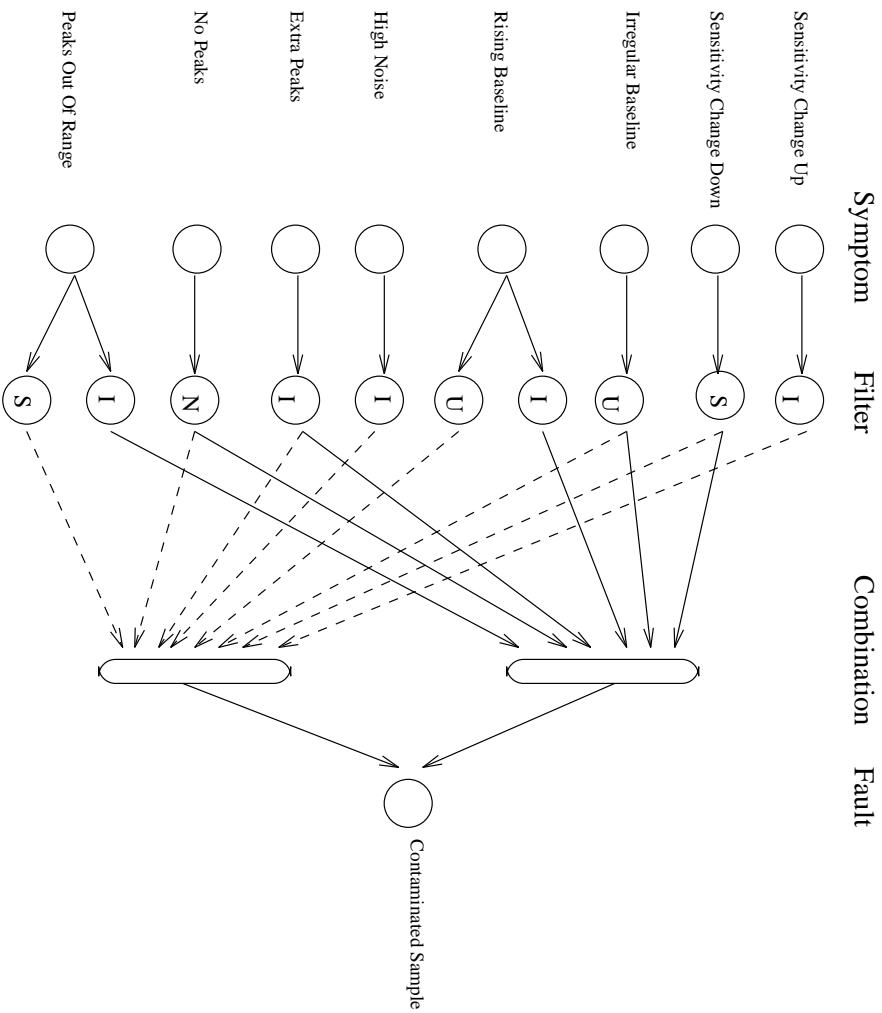 Symptom
Filter
Combination
Fault
Sensitivity Change Up
Sensitivity Change Down
Irregular Baseline
Rising Baseline
High Noise
Extra Peaks
No Peaks
Peaks Out Of Range
I
S
U
I
U
I
I
N
I
S
Contaminated Sample